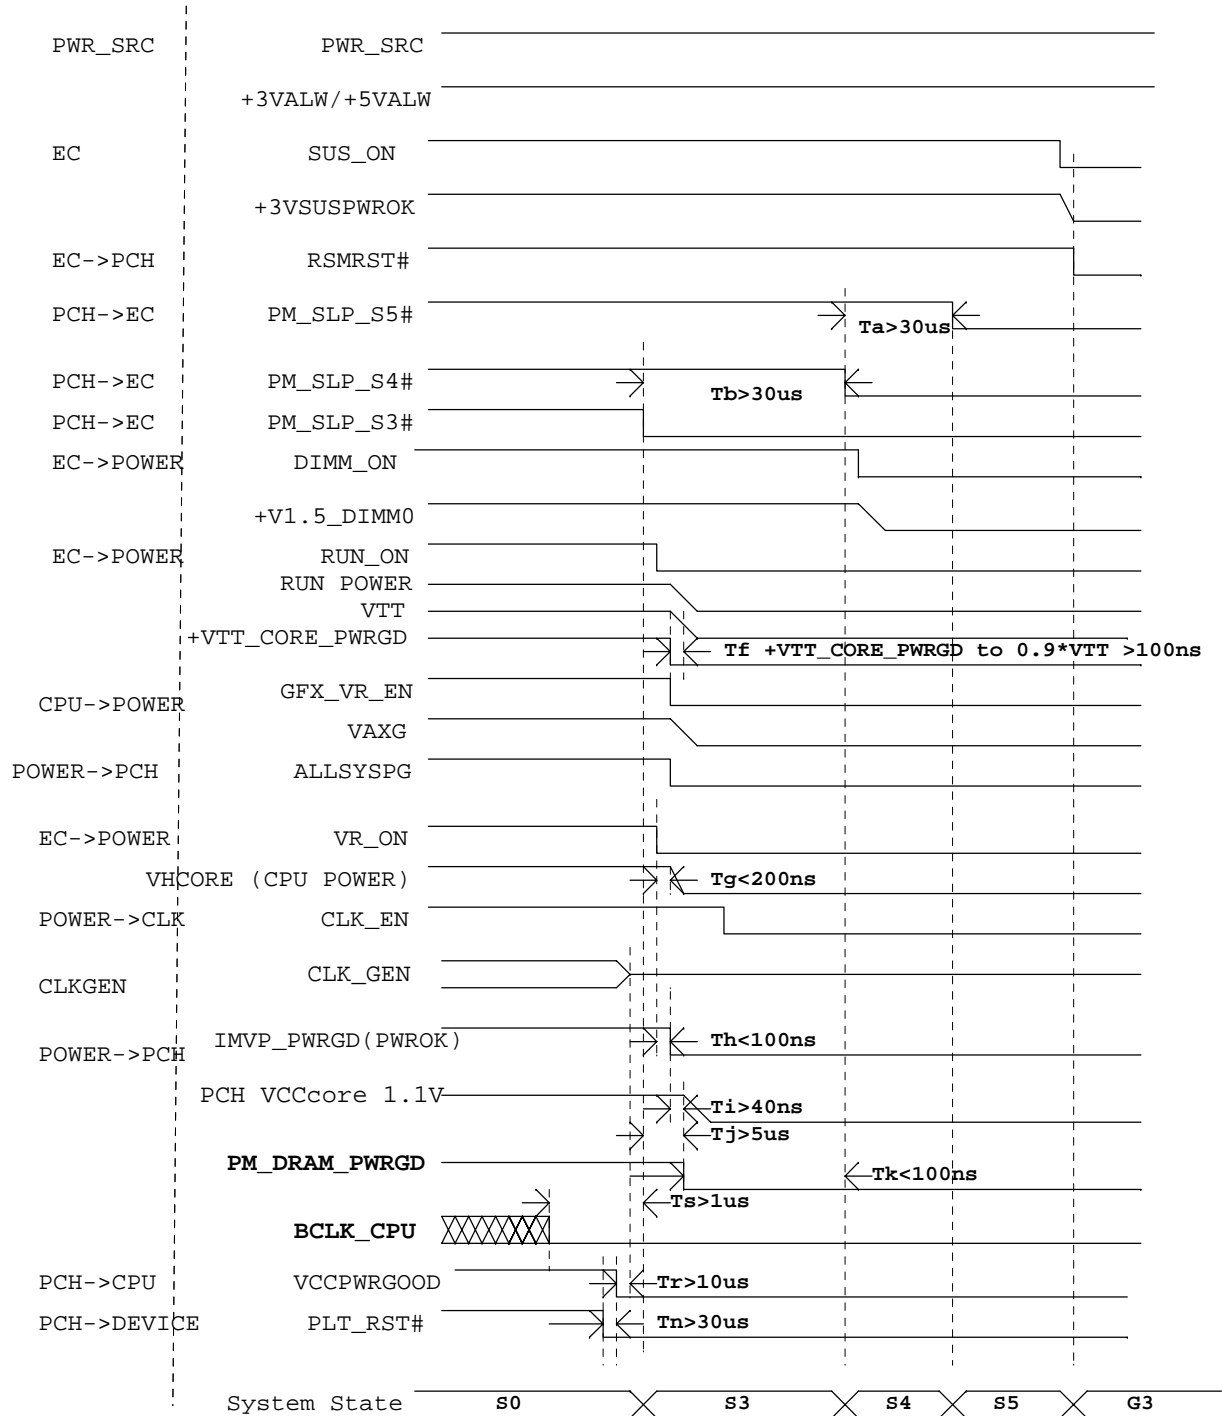 PWR_SRC PWR_SRC
+3VALW/+5VALW
EC SUS_ON
+3VSUSPWROK
EC->PCH RSMRST#
PCH->EC PM_SLP_S5# Ta>30us
PCH->EC PM_SLP_S4# Tb>30us
PCH->EC PM_SLP_S3#
EC->POWER DIMM_ON
+V1.5_DIMM0
EC->POWER RUN_ON
RUN POWER
VTT
+VTT_CORE_PWRGD Tf +VTT_CORE_PWRGD to 0.9*VTT >100ns
CPU->POWER GFX_VR_EN
VAXG
POWER->PCH ALLSYSPG
EC->POWER VR_ON
VHCORE (CPU POWER) Tg<200ns
POWER->CLK CLK_EN
CLKGEN CLK_GEN
POWER->PCH IMVP_PWRGD(PWROK) Th<100ns
PCH VCCcore 1.1V Ti>40ns
Tj>5us
PM_DRAM_PWRGD Tk<100ns
Ts>1us
BCLK_CPU
PCH->CPU VCCPWRGOOD Tr>10us
PCH->DEVICE PLT_RST# Tn>30us
System State S0 S3 S4 S5 G3